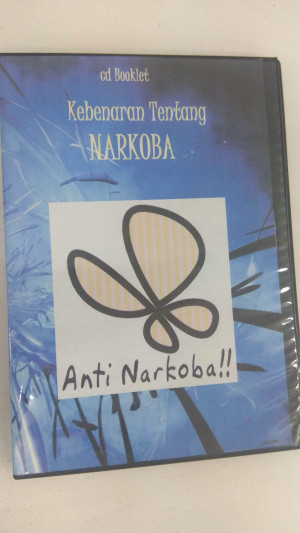 cd Booklet
Kebenaran Tentang
NARKOBA
Anti Narkoba!!